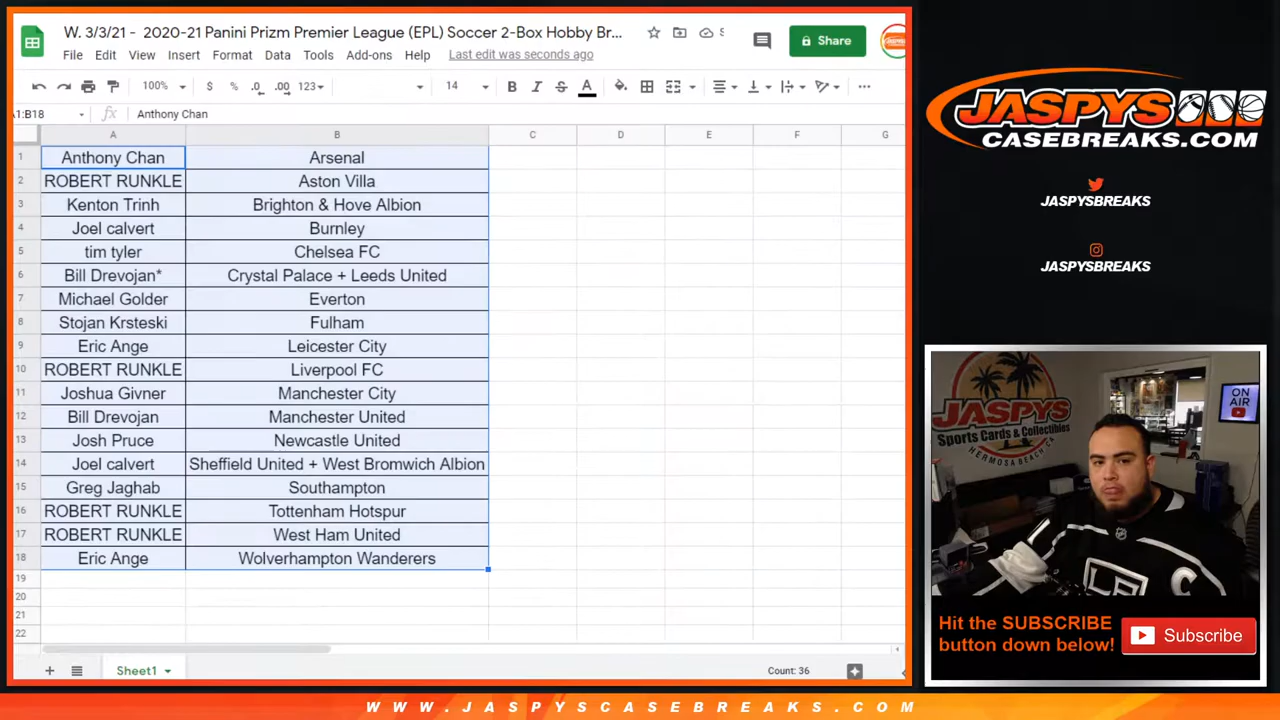 W. 3/3/21 - 2020-21 Panini Prizm Premier League (EPL) Soccer 2-Box Hobby Br...
File Edit View Insert Format Data Tools Add-ons Help Last edit was seconds ago
Share
100% $ % .0 .00 123 14 B I S A
A1:B18 fx Anthony Chan
A B C D E F G
1 Anthony Chan Arsenal
2 ROBERT RUNKLE Aston Villa
3 Kenton Trinh Brighton & Hove Albion
4 Joel calvert Burnley
5 tim tyler Chelsea FC
6 Bill Drevojan* Crystal Palace + Leeds United
7 Michael Golder Everton
8 Stojan Krsteski Fulham
9 Eric Ange Leicester City
10 ROBERT RUNKLE Liverpool FC
11 Joshua Givner Manchester City
12 Bill Drevojan Manchester United
13 Josh Pruce Newcastle United
14 Joel calvert Sheffield United + West Bromwich Albion
15 Greg Jaghab Southampton
16 ROBERT RUNKLE Tottenham Hotspur
17 ROBERT RUNKLE West Ham United
18 Eric Ange Wolverhampton Wanderers
19
20
21
22
Sheet1 Count: 36
JASPYS
CASEBREAKS.COM
JASPYSBREAKS
JASPYSBREAKS
JASPYS
Sports Cards & Collectibles
HERMOSA BEACH CA
ON
AIR
LA
C
Hit the SUBSCRIBE
button down below!
Subscribe
WWW.JASPYSCASEBREAKS.COM